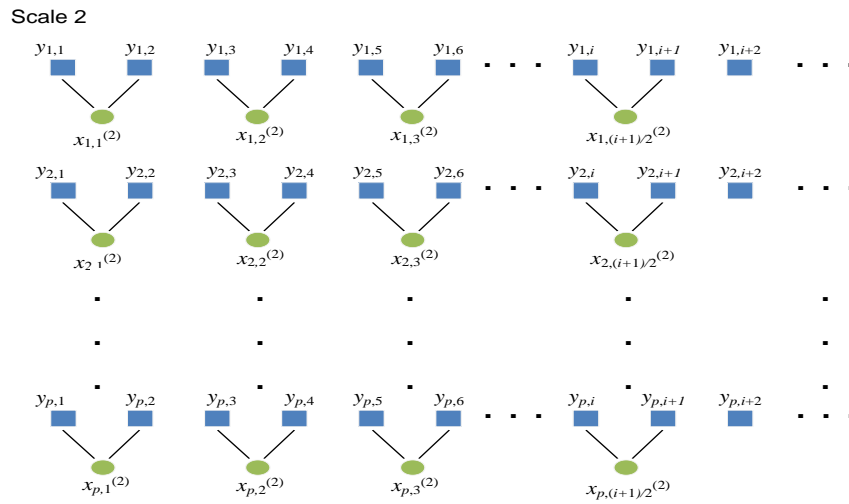 Scale 2
y1,1 y1,2 y1,3 y1,4 y1,5 y1,6 . . . y1,i y1,i+1 y1,i+2 . . .
x1,1(2) x1,2(2) x1,3(2) x1,(i+1)/2(2)
y2,1 y2,2 y2,3 y2,4 y2,5 y2,6 . . . y2,i y2,i+1 y2,i+2 . . .
x2,1(2) x2,2(2) x2,3(2) x2,(i+1)/2(2)
yp,1 yp,2 yp,3 yp,4 yp,5 yp,6 . . . yp,i yp,i+1 yp,i+2 . . .
xp,1(2) xp,2(2) xp,3(2) xp,(i+1)/2(2)